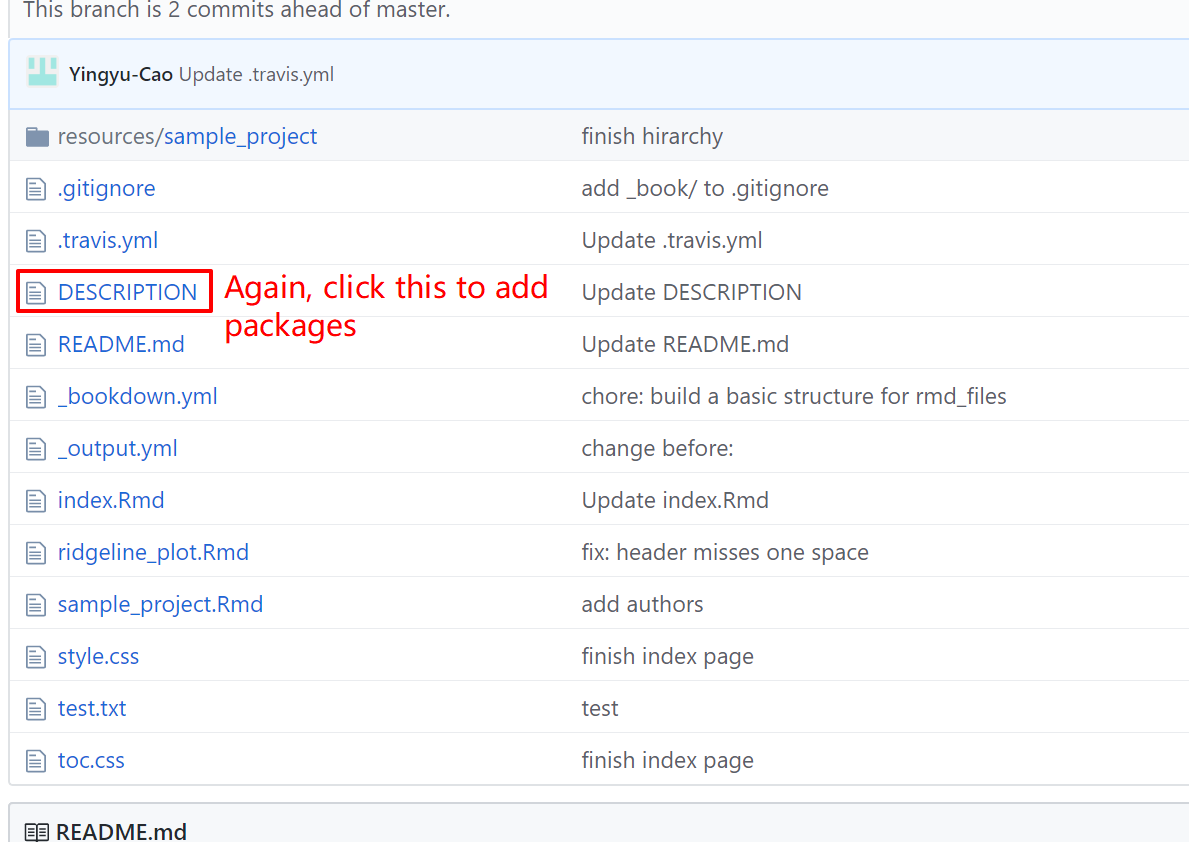 This branch is 2 commits ahead of master.
Yingyu-Cao Update .travis.yml
resources/sample_project finish hirarchy
.gitignore add _book/ to .gitignore
.travis.yml Update .travis.yml
DESCRIPTION Again, click this to add packages Update DESCRIPTION
README.md Update README.md
_bookdown.yml chore: build a basic structure for rmd_files
_output.yml change before:
index.Rmd Update index.Rmd
ridgeline_plot.Rmd fix: header misses one space
sample_project.Rmd add authors
style.css finish index page
test.txt test
toc.css finish index page
README.md